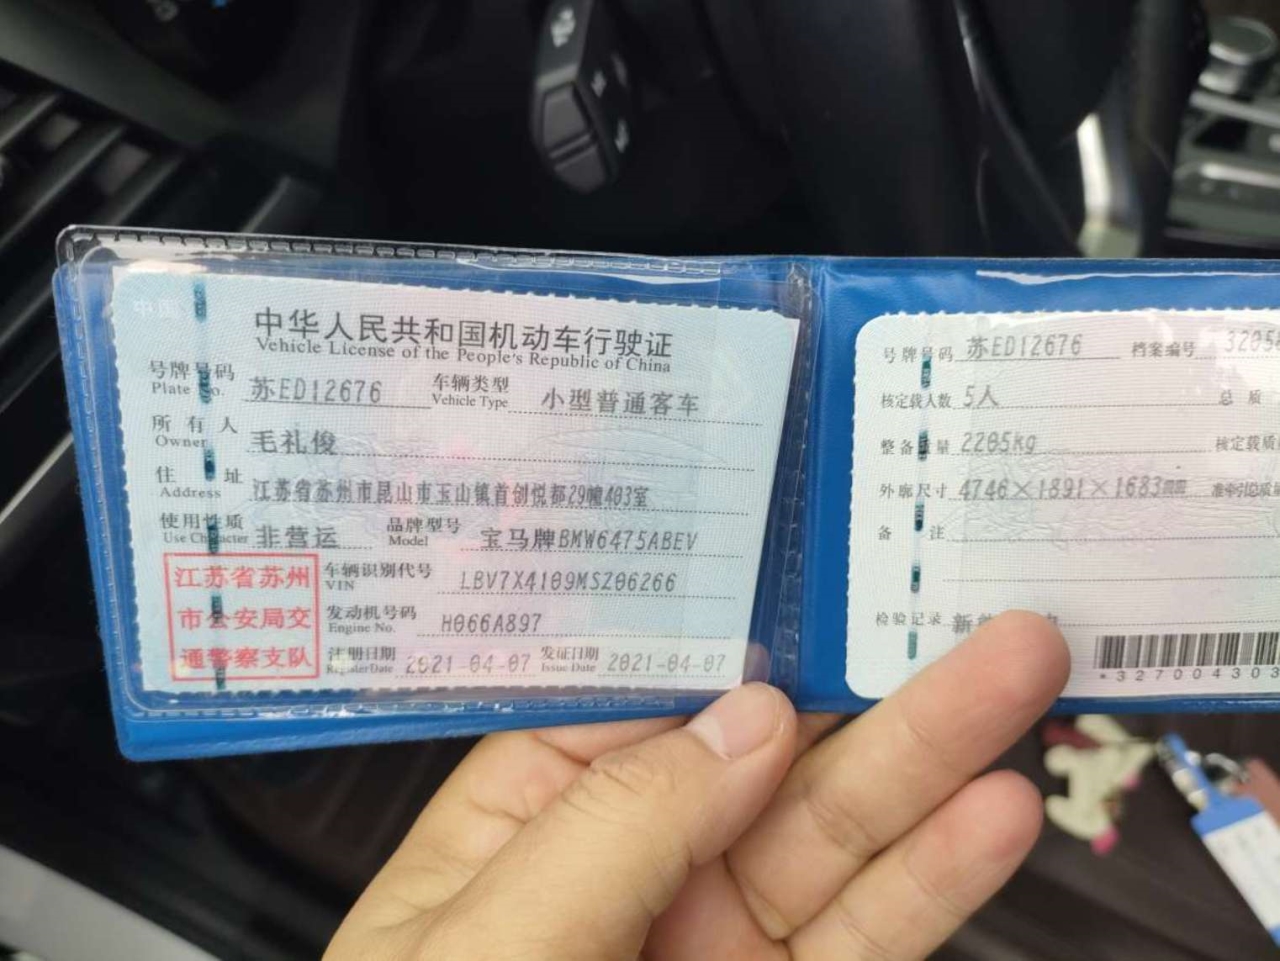 中华人民共和国机动车行驶证
Vehicle License of the People's Republic of China
号牌号码 Plate No. 苏ED12676 车辆类型 Vehicle Type 小型普通客车
所有人 Owner 毛礼俊
住址 Address 江苏省苏州市昆山市玉山镇首创悦都29幢403室
使用性质 Use Character 非营运 品牌型号 Model 宝马牌BMW6475ABEV
车辆识别代号 VIN LBV7X4109MSZ06266
发动机号码 Engine No. H066A897
注册日期 Register Date 2021-04-07 发证日期 Issue Date 2021-04-07
江苏省苏州
市公安局交
通警察支队
号牌号码 苏ED12676 档案编号 3205
核定载人数 5人 总质
整备质量 2205kg 核定载质
外廓尺寸 4746×1891×1683mm 准牵引总质
备注
检验记录
*327004303